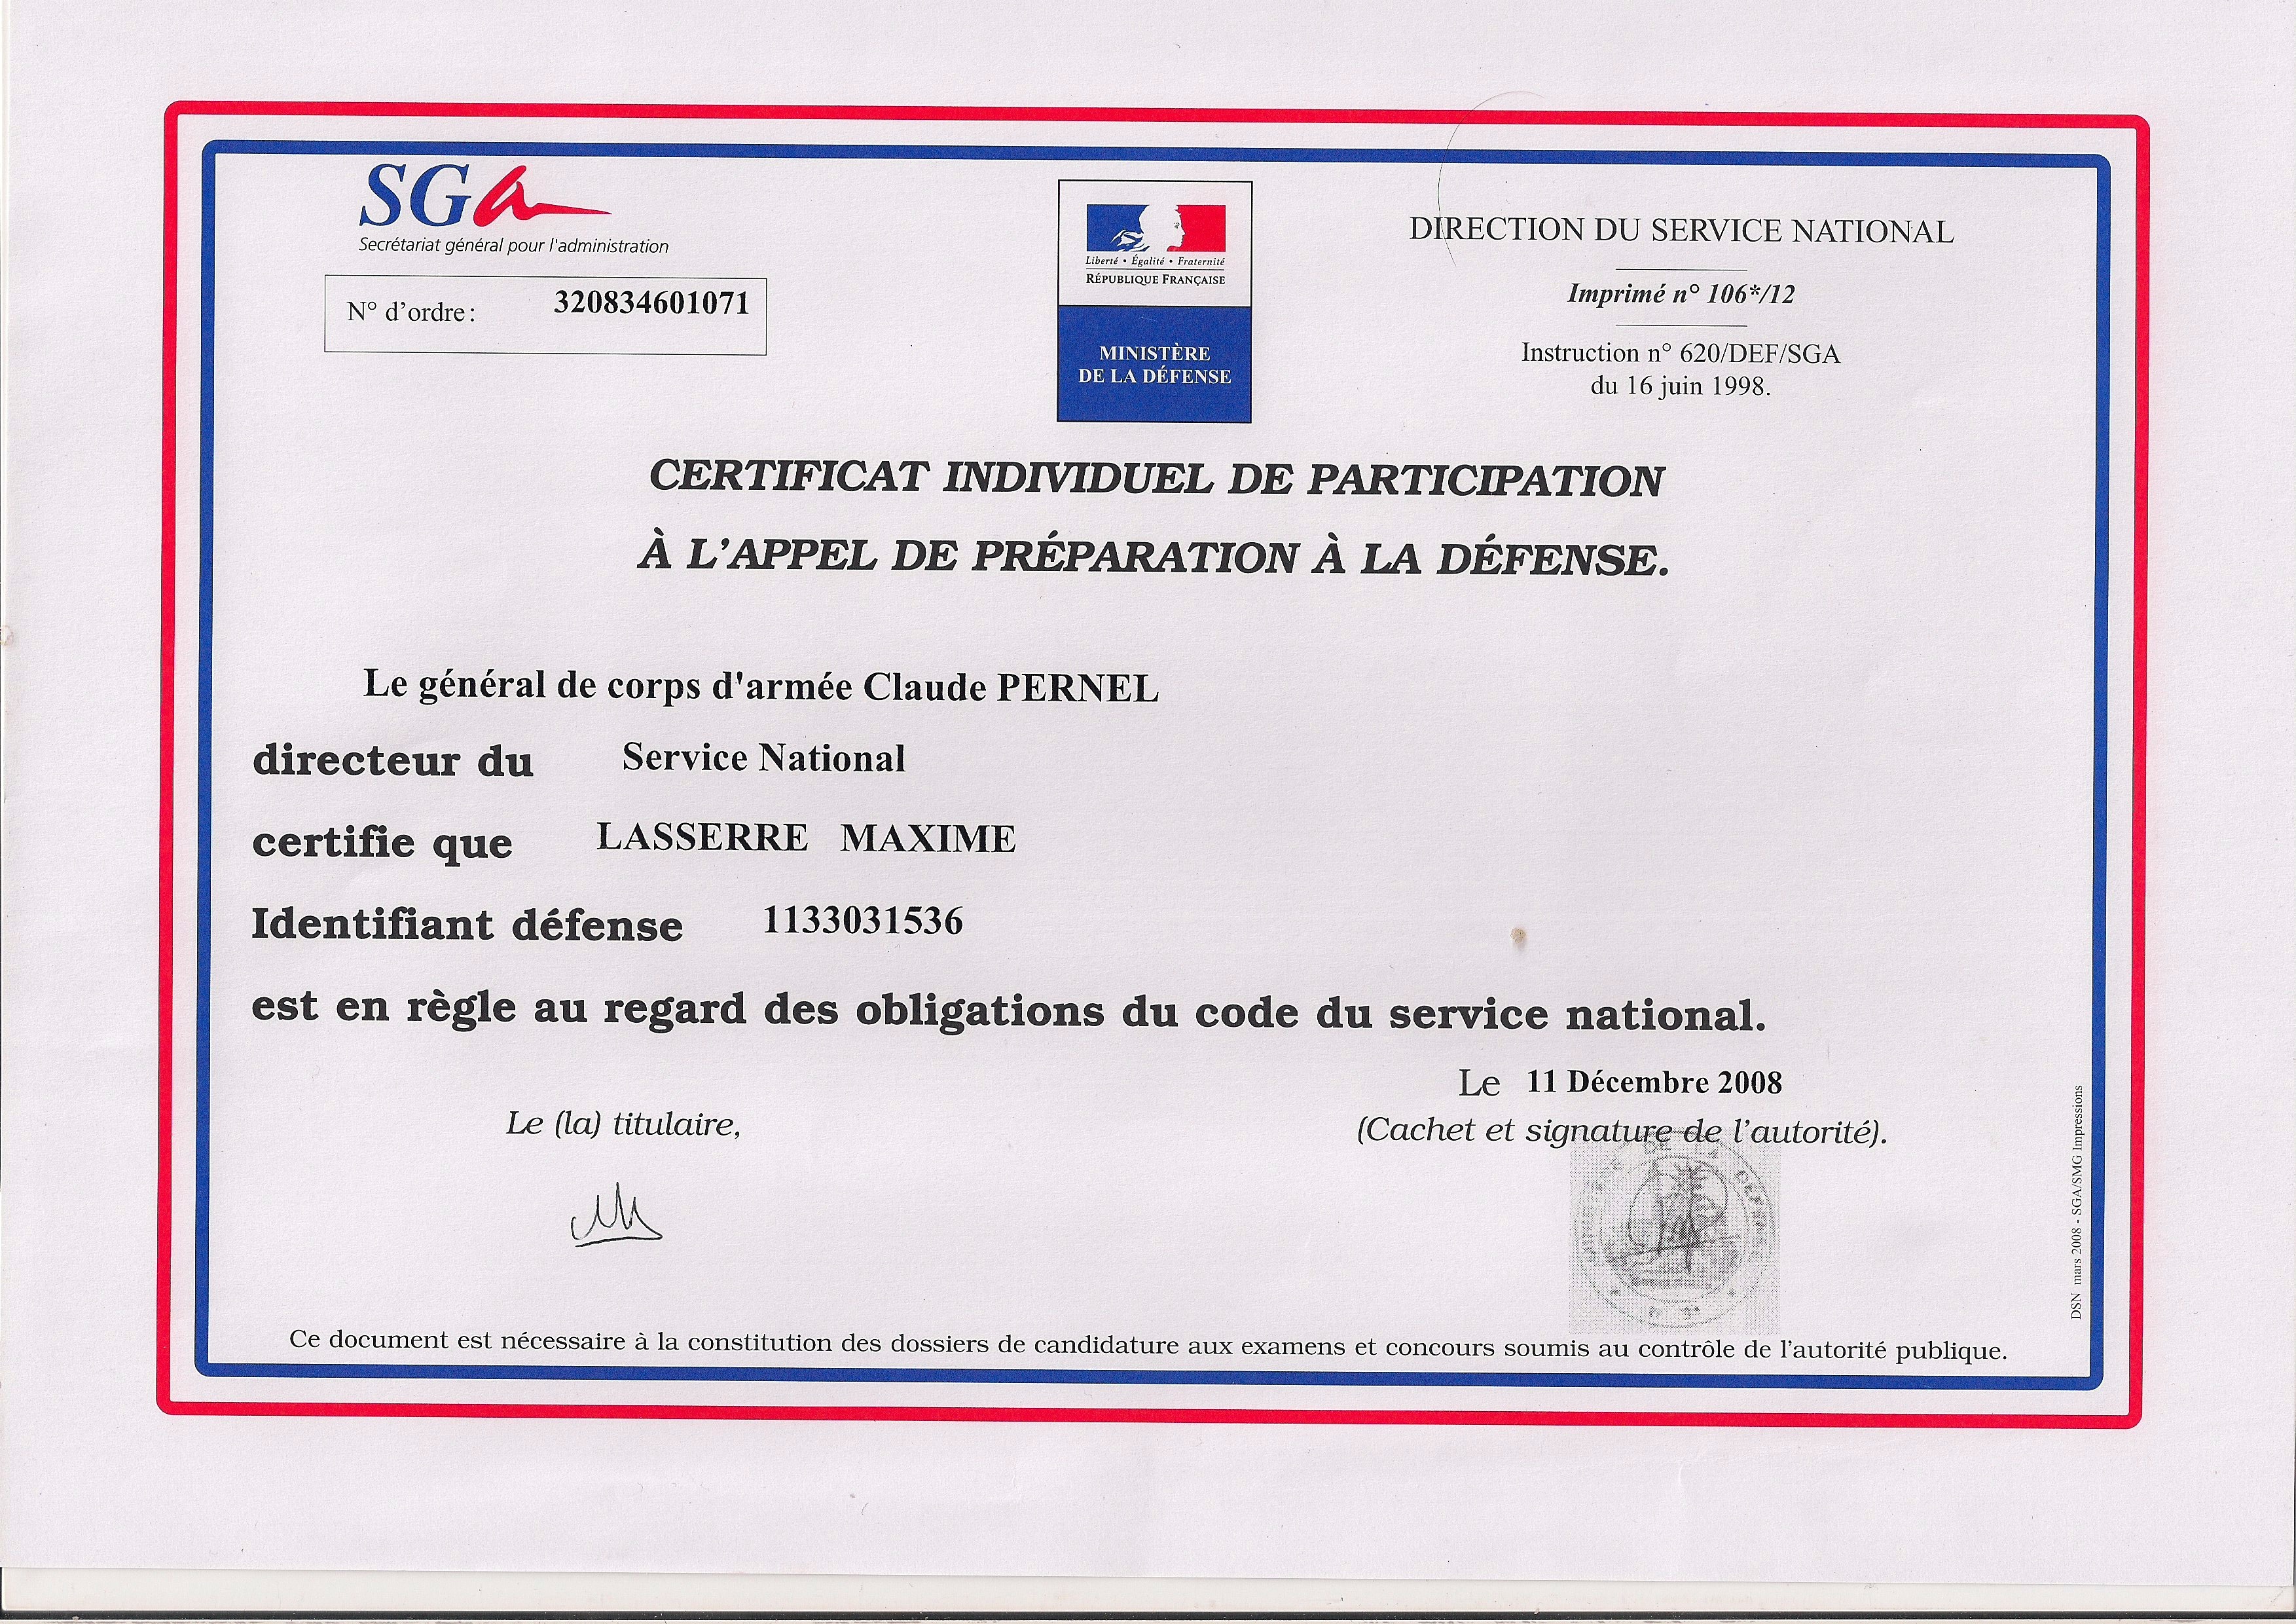 SGa
Secrétariat général pour l'administration
N° d'ordre : 320834601071
Liberté • Égalité • Fraternité
RÉPUBLIQUE FRANÇAISE
MINISTÈRE
DE LA DÉFENSE
DIRECTION DU SERVICE NATIONAL
Imprimé n° 106*/12
Instruction n° 620/DEF/SGA
du 16 juin 1998.
CERTIFICAT INDIVIDUEL DE PARTICIPATION
À L'APPEL DE PRÉPARATION À LA DÉFENSE.
Le général de corps d'armée Claude PERNEL
directeur du Service National
certifie que LASSERRE MAXIME
Identifiant défense 1133031536
est en règle au regard des obligations du code du service national.
Le 11 Décembre 2008
Le (la) titulaire,
(Cachet et signature de l'autorité).
DE LA DEFENSE
Ce document est nécessaire à la constitution des dossiers de candidature aux examens et concours soumis au contrôle de l'autorité publique.
DSN mars 2008 - SGA/SMG Impressions